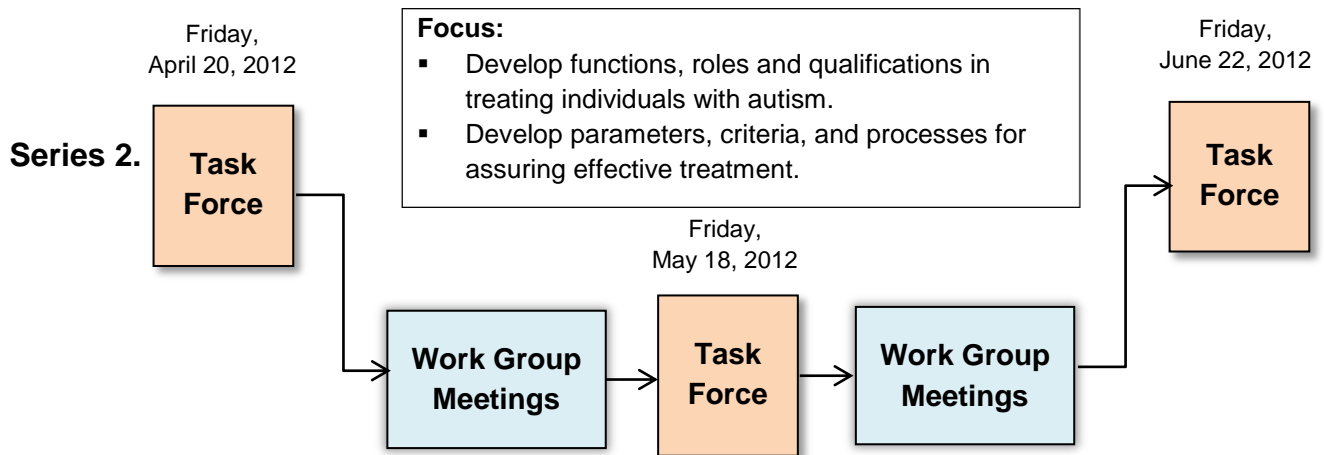 Friday,
April 20, 2012
Focus:
▪ Develop functions, roles and qualifications in
treating individuals with autism.
▪ Develop parameters, criteria, and processes for
assuring effective treatment.
Friday,
June 22, 2012
Series 2.
Task
Force
Task
Force
Friday,
May 18, 2012
Work Group
Meetings
Task
Force
Work Group
Meetings